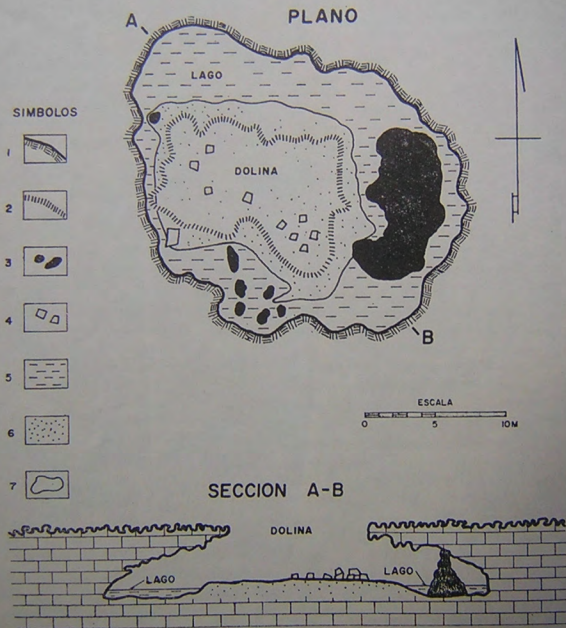 PLANO
A
LAGO
SIMBOLOS
1
DOLINA
2
3
4
B
5
ESCALA
0 5 10M
6
7
SECCION A-B
DOLINA
LAGO
LAGO